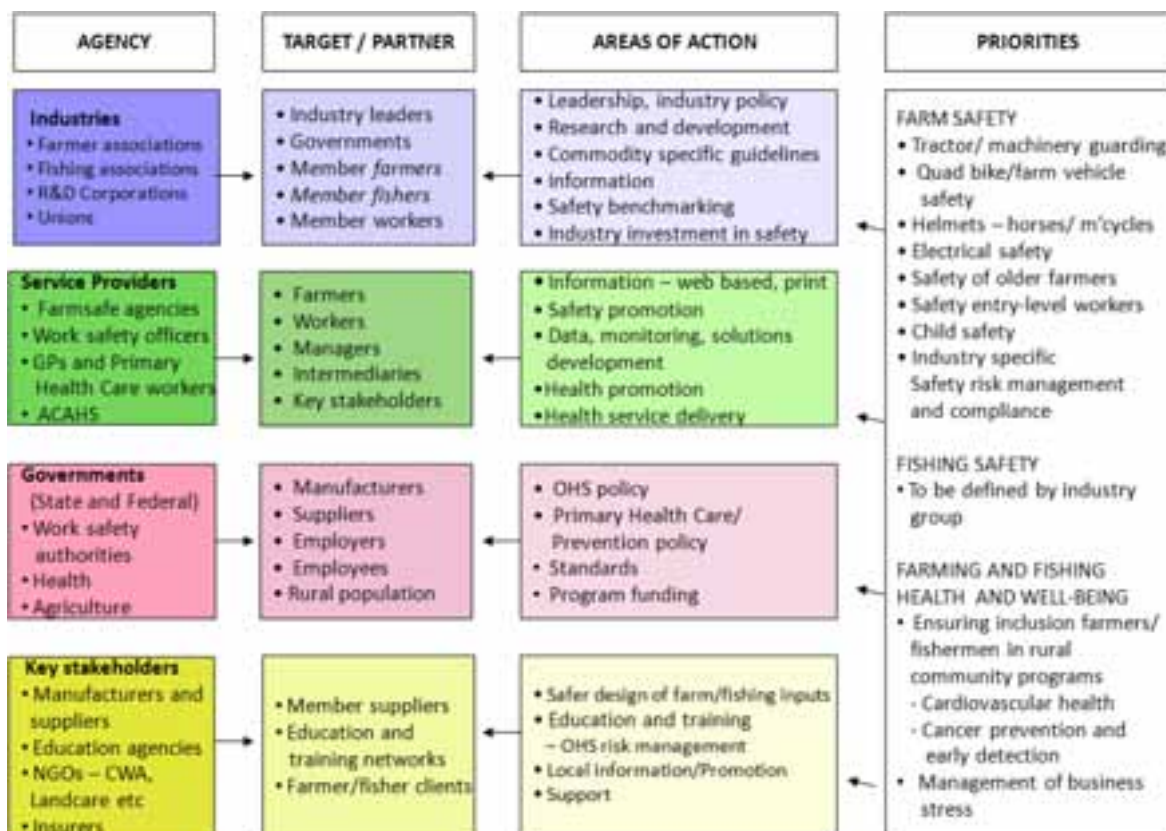 AGENCY
TARGET / PARTNER
AREAS OF ACTION
PRIORITIES
Industries
• Farmer associations
• Fishing associations
• R&D Corporations
• Unions
• Industry leaders
• Governments
• Member farmers
• Member fishers
• Member workers
• Leadership, industry policy
• Research and development
• Commodity specific guidelines
• Information
• Safety benchmarking
• Industry investment in safety
Service Providers
• Farmsafe agencies
• Work safety officers
• GPs and Primary
Health Care workers
• ACAHS
• Farmers
• Workers
• Managers
• Intermediaries
• Key stakeholders
• Information – web based, print
• Safety promotion
• Data, monitoring, solutions
development
• Health promotion
• Health service delivery
Governments
(State and Federal)
• Work safety
authorities
• Health
• Agriculture
• Manufacturers
• Suppliers
• Employers
• Employees
• Rural population
• OHS policy
• Primary Health Care/
Prevention policy
• Standards
• Program funding
Key stakeholders
• Manufacturers and
suppliers
• Education agencies
• NGOs – CWA,
Landcare etc
• Insurers
• Member suppliers
• Education and
training networks
• Farmer/fisher clients
• Safer design of farm/fishing inputs
• Education and training
– OHS risk management
• Local information/Promotion
• Support
FARM SAFETY
• Tractor/ machinery guarding
• Quad bike/farm vehicle
safety
• Helmets – horses/ m'cycles
• Electrical safety
• Safety of older farmers
• Safety entry-level workers
• Child safety
• Industry specific
Safety risk management
and compliance
FISHING SAFETY
• To be defined by industry
group
FARMING AND FISHING
HEALTH AND WELL-BEING
• Ensuring inclusion farmers/
fishermen in rural
community programs
- Cardiovascular health
- Cancer prevention and
early detection
• Management of business
stress